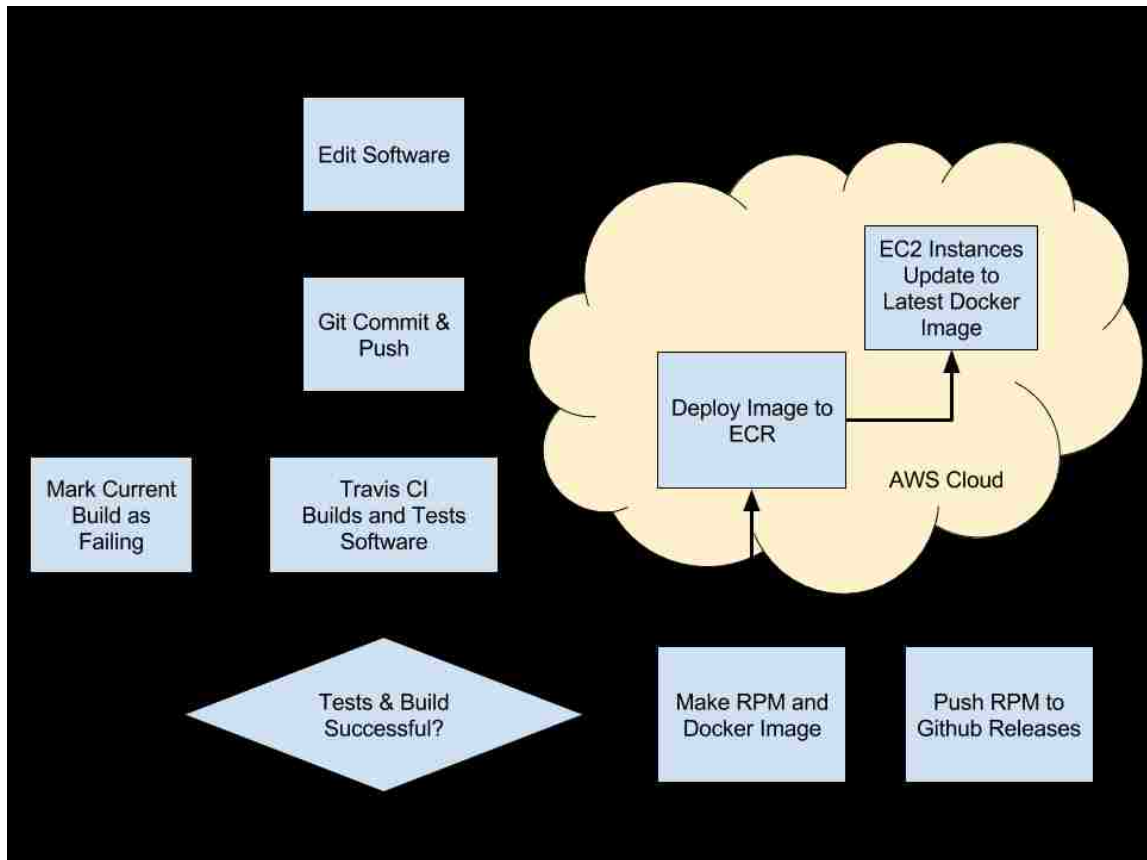 Edit Software
Git Commit &
Push
Mark Current
Build as
Failing
Travis CI
Builds and Tests
Software
Tests & Build
Successful?
Make RPM and
Docker Image
Push RPM to
Github Releases
Deploy Image to
ECR
EC2 Instances
Update to
Latest Docker
Image
AWS Cloud